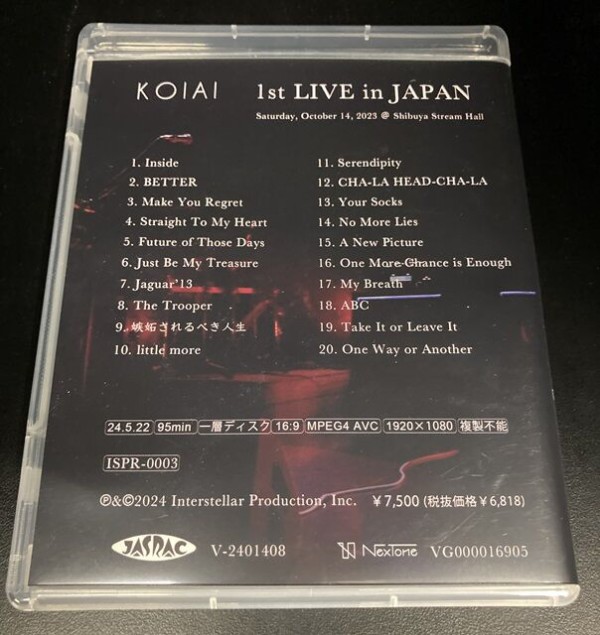 KOIAI 1st LIVE in JAPAN
Saturday, October 14, 2023 @ Shibuya Stream Hall
1. Inside
2. BETTER
3. Make You Regret
4. Straight To My Heart
5. Future of Those Days
6. Just Be My Treasure
7. Jaguar'13
8. The Trooper
9. 嫉妬されるべき人生
10. little more
11. Serendipity
12. CHA-LA HEAD-CHA-LA
13. Your Socks
14. No More Lies
15. A New Picture
16. One More Chance is Enough
17. My Breath
18. ABC
19. Take It or Leave It
20. One Way or Another
24.5.22 95min 一層ディスク 16:9 MPEG4 AVC 1920×1080 複製不能
ISPR-0003
℗&©2024 Interstellar Production, Inc. ￥7,500 (税抜価格￥6,818)
JASRAC V-2401408 NexTone VG000016905